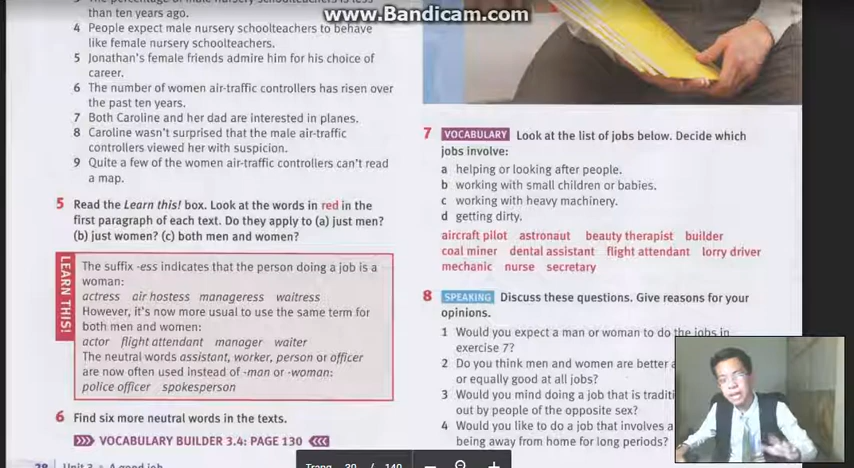 www.Bandicam.com
than ten years ago.
4 People expect male nursery schoolteachers to behave
like female nursery schoolteachers.
5 Jonathan's female friends admire him for his choice of
career.
6 The number of women air-traffic controllers has risen over
the past ten years.
7 Both Caroline and her dad are interested in planes.
8 Caroline wasn't surprised that the male air-traffic
controllers viewed her with suspicion.
9 Quite a few of the women air-traffic controllers can't read
a map.
5 Read the Learn this! box. Look at the words in red in the
first paragraph of each text. Do they apply to (a) just men?
(b) just women? (c) both men and women?
LEARN THIS!
The suffix -ess indicates that the person doing a job is a
woman:
actress air hostess manageress waitress
However, it's now more usual to use the same term for
both men and women:
actor flight attendant manager waiter
The neutral words assistant, worker, person or officer
are now often used instead of -man or -woman:
police officer spokesperson
6 Find six more neutral words in the texts.
VOCABULARY BUILDER 3.4: PAGE 130
7 VOCABULARY Look at the list of jobs below. Decide which
jobs involve:
a helping or looking after people.
b working with small children or babies.
c working with heavy machinery.
d getting dirty.
aircraft pilot astronaut beauty therapist builder
coal miner dental assistant flight attendant lorry driver
mechanic nurse secretary
8 SPEAKING Discuss these questions. Give reasons for your
opinions.
1 Would you expect a man or woman to do the jobs in
exercise 7?
2 Do you think men and women are better
or equally good at all jobs?
3 Would you mind doing a job that is
out by people of the opposite sex?
4 Would you like to do a job that involves a
being away from home for long periods?
Trang 30 / 140